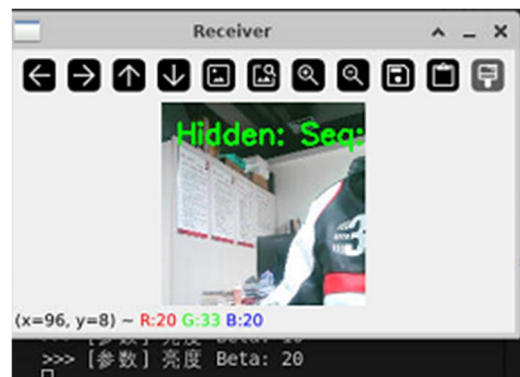 Receiver
Hidden: Seq:
(x=96, y=8) ~ R:20 G:33 B:20
>>> [参数] 亮度 Beta: 20